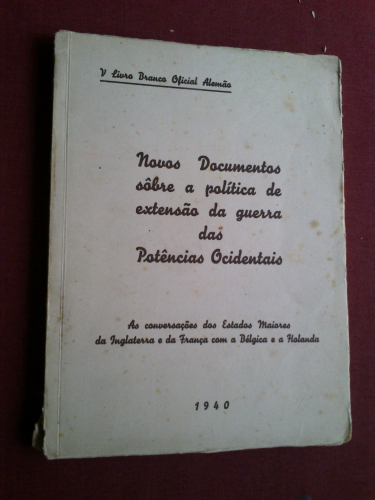 V Livro Branco Oficial Alemão
Novos Documentos
sôbre a política de
extensão da guerra
das
Potências Ocidentais
As conversações dos Estados Maiores
da Inglaterra e da França com a Bélgica e a Holanda
1940